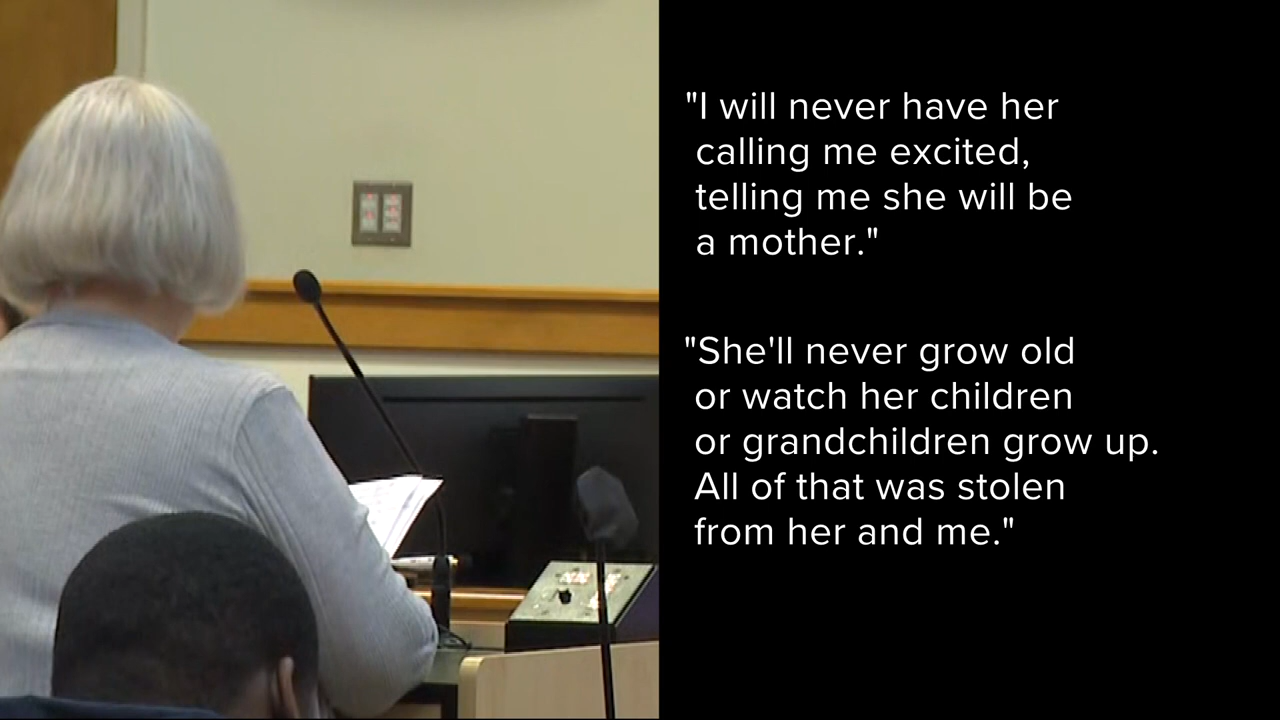 "I will never have her
calling me excited,
telling me she will be
a mother."
"She'll never grow old
or watch her children
or grandchildren grow up.
All of that was stolen
from her and me."